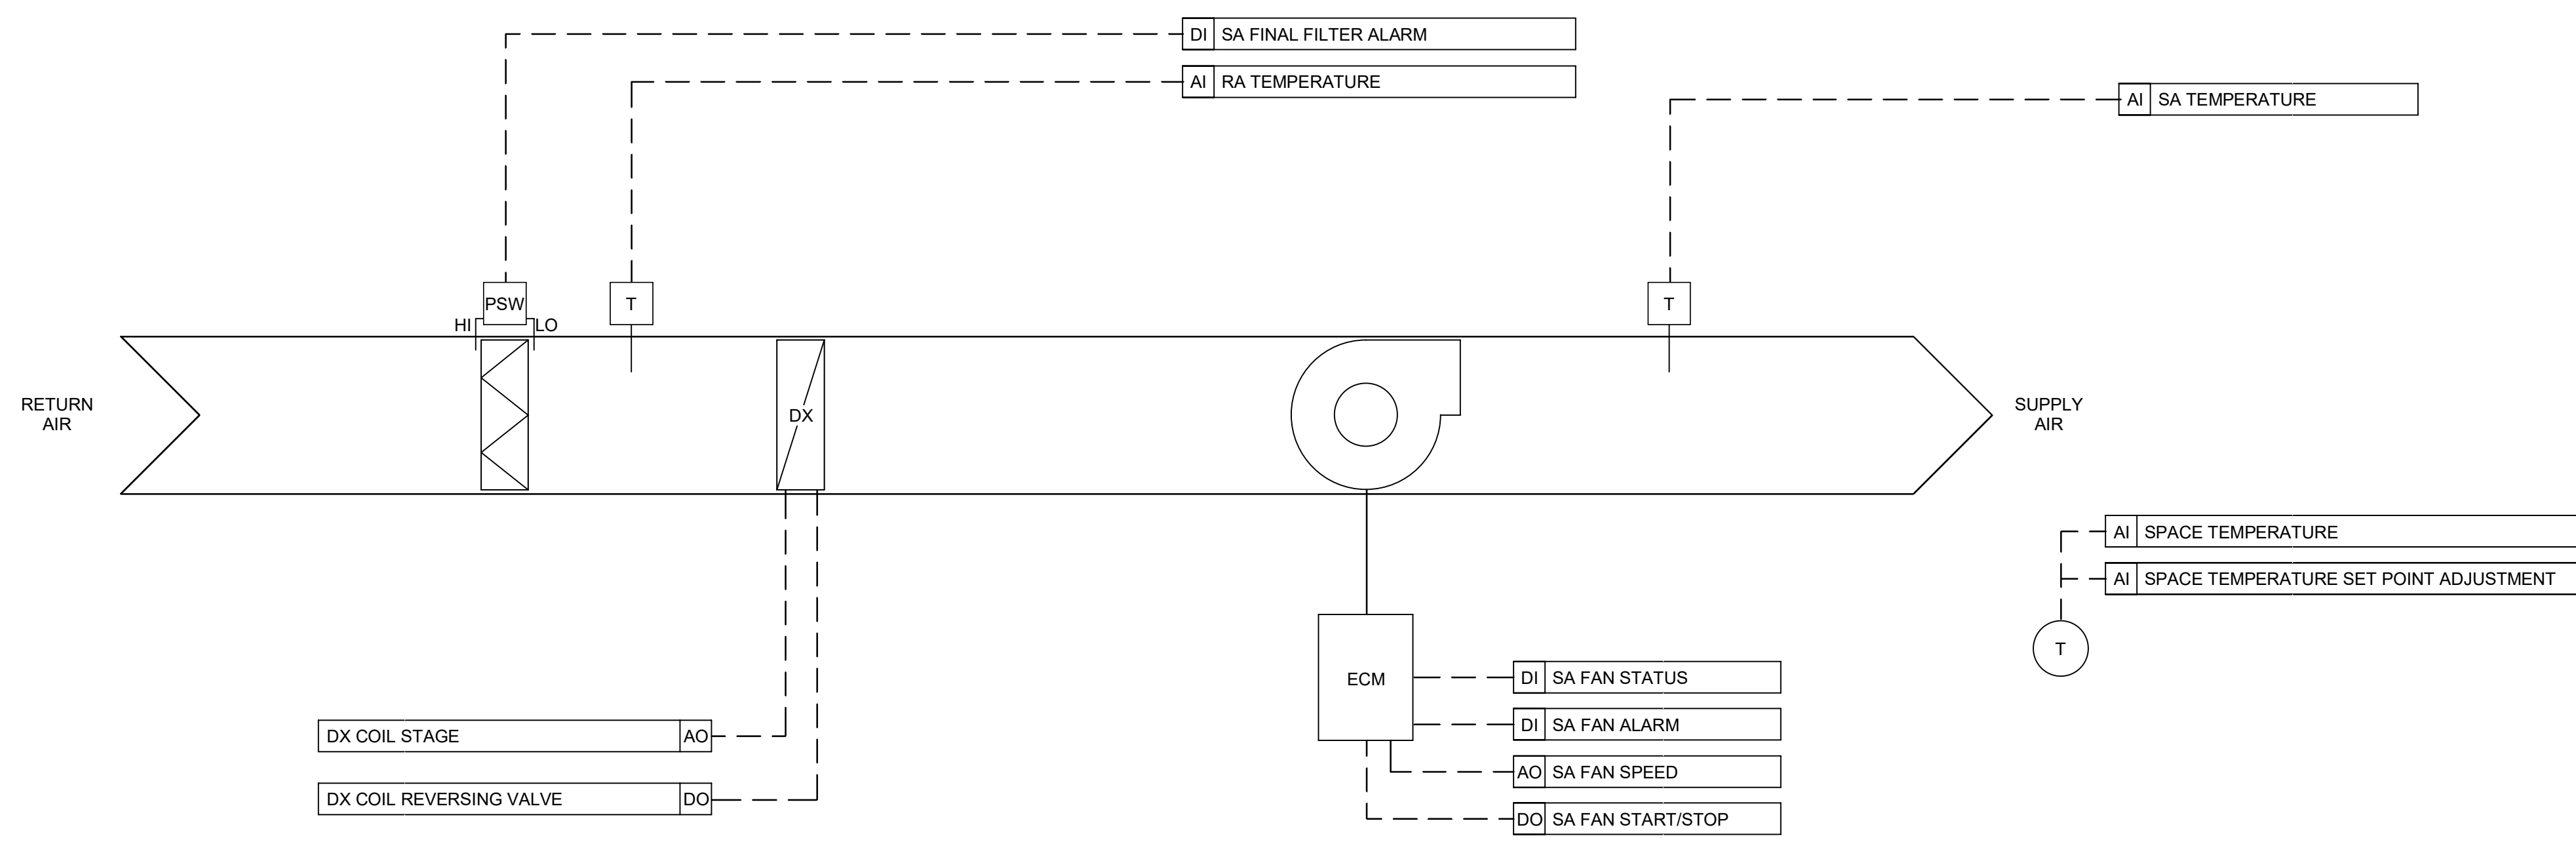 DI SA FINAL FILTER ALARM
AI RA TEMPERATURE
AI SA TEMPERATURE
PSW
T
T
HI
LO
RETURN
AIR
DX
SUPPLY
AIR
AI SPACE TEMPERATURE
AI SPACE TEMPERATURE SET POINT ADJUSTMENT
T
ECM
DI SA FAN STATUS
DI SA FAN ALARM
AO SA FAN SPEED
DO SA FAN START/STOP
DX COIL STAGE AO
DX COIL REVERSING VALVE DO